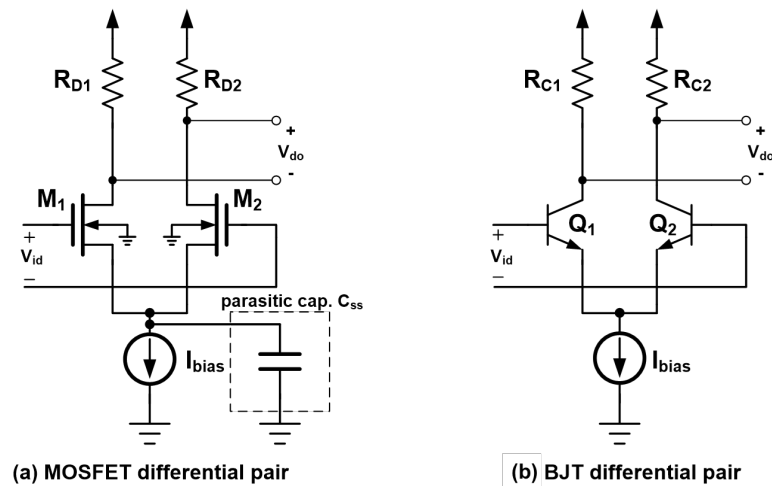 R_D1 R_D2
+
V_do
-
M_1 M_2
+
V_id
−
parasitic cap. C_ss
I_bias
(a) MOSFET differential pair
R_C1 R_C2
+
V_do
-
Q_1 Q_2
+
V_id
−
I_bias
(b) BJT differential pair